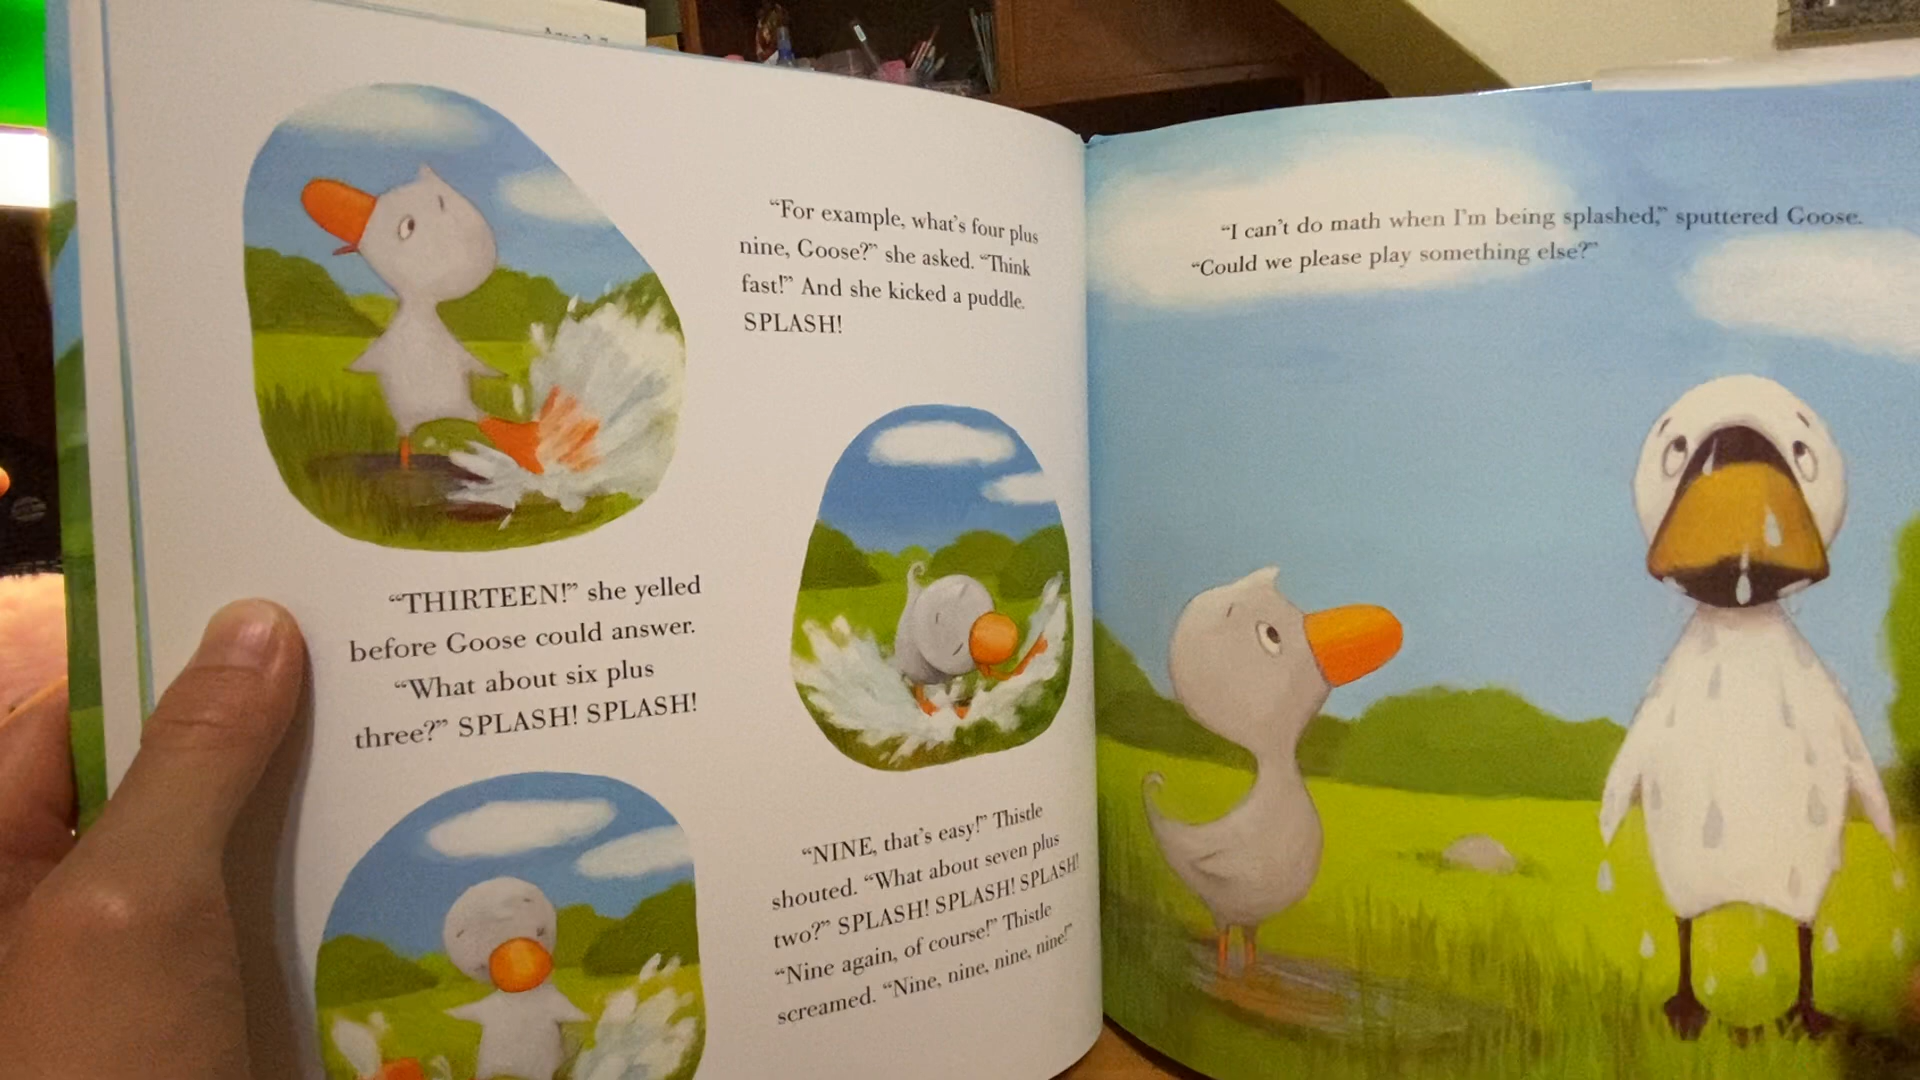 “For example, what’s four plus
nine, Goose?” she asked. “Think
fast!” And she kicked a puddle.
SPLASH!
“THIRTEEN!” she yelled
before Goose could answer.
“What about six plus
three?” SPLASH! SPLASH!
“NINE, that’s easy!” Thistle
shouted. “What about seven plus
two?” SPLASH! SPLASH! SPLASH!
“Nine again, of course!” Thistle
screamed. “Nine, nine, nine, nine!”
“I can’t do math when I’m being splashed,” sputtered Goose.
“Could we please play something else?”